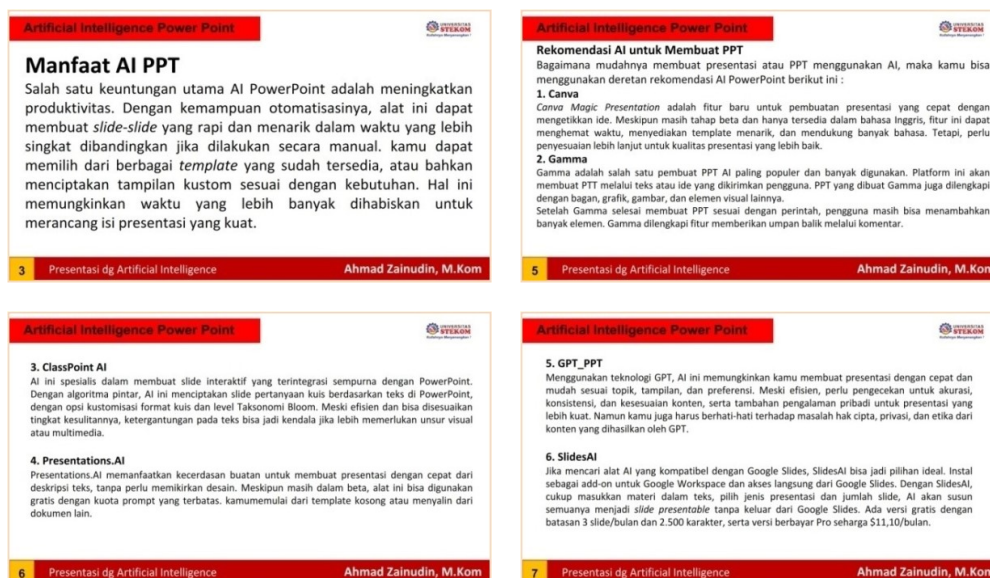 Artificial Intelligence Power Point
UNIVERSITAS
STEKOM
Manfaat AI PPT
Salah satu keuntungan utama AI PowerPoint adalah meningkatkan
produktivitas. Dengan kemampuan otomatisasinya, alat ini dapat
membuat slide-slide yang rapi dan menarik dalam waktu yang lebih
singkat dibandingkan jika dilakukan secara manual. kamu dapat
memilih dari berbagai template yang sudah tersedia, atau bahkan
menciptakan tampilan kustom sesuai dengan kebutuhan. Hal ini
memungkinkan waktu yang lebih banyak dihabiskan untuk
merancang isi presentasi yang kuat.
3 Presentasi dg Artificial Intelligence Ahmad Zainudin, M.Kom
Artificial Intelligence Power Point
UNIVERSITAS
STEKOM
Rekomendasi AI untuk Membuat PPT
Bagaimana mudahnya membuat presentasi atau PPT menggunakan AI, maka kamu bisa
menggunakan deretan rekomendasi AI PowerPoint berikut ini :
1. Canva
Canva Magic Presentation adalah fitur baru untuk pembuatan presentasi yang cepat dengan
mengetikkan ide. Meskipun masih tahap beta dan hanya tersedia dalam bahasa Inggris, fitur ini dapat
menghemat waktu, menyediakan template menarik, dan mendukung banyak bahasa. Tetapi, perlu
penyesuaian lebih lanjut untuk kualitas presentasi yang lebih baik.
2. Gamma
Gamma adalah salah satu pembuat PPT AI paling populer dan banyak digunakan. Platform ini akan
membuat PTT melalui teks atau ide yang dikirimkan pengguna. PPT yang dibuat Gamma juga dilengkapi
dengan bagan, grafik, gambar, dan elemen visual lainnya.
Setelah Gamma selesai membuat PPT sesuai dengan perintah, pengguna masih bisa menambahkan
banyak elemen. Gamma dilengkapi fitur memberikan umpan balik melalui komentar.
5 Presentasi dg Artificial Intelligence Ahmad Zainudin, M.Kom
Artificial Intelligence Power Point
UNIVERSITAS
STEKOM
3. ClassPoint AI
AI ini spesialis dalam membuat slide interaktif yang terintegrasi sempurna dengan PowerPoint.
Dengan algoritma pintar, AI ini menciptakan slide pertanyaan kuis berdasarkan teks di PowerPoint,
dengan opsi kustomisasi format kuis dan level Taksonomi Bloom. Meski efisien dan bisa disesuaikan
tingkat kesulitannya, ketergantungan pada teks bisa jadi kendala jika lebih memerlukan unsur visual
atau multimedia.
4. Presentations.AI
Presentations.AI memanfaatkan kecerdasan buatan untuk membuat presentasi dengan cepat dari
deskripsi teks, tanpa perlu memikirkan desain. Meskipun masih dalam beta, alat ini bisa digunakan
gratis dengan kuota prompt yang terbatas. kamumemulai dari template kosong atau menyalin dari
dokumen lain.
6 Presentasi dg Artificial Intelligence Ahmad Zainudin, M.Kom
Artificial Intelligence Power Point
UNIVERSITAS
STEKOM
5. GPT_PPT
Menggunakan teknologi GPT, AI ini memungkinkan kamu membuat presentasi dengan cepat dan
mudah sesuai topik, tampilan, dan preferensi. Meski efisien, perlu pengecekan untuk akurasi,
konsistensi, dan kesesuaian konten, serta tambahan pengalaman pribadi untuk presentasi yang
lebih kuat. Namun kamu juga harus berhati-hati terhadap masalah hak cipta, privasi, dan etika dari
konten yang dihasilkan oleh GPT.
6. SlidesAI
Jika mencari alat AI yang kompatibel dengan Google Slides, SlidesAI bisa jadi pilihan ideal. Instal
sebagai add-on untuk Google Workspace dan akses langsung dari Google Slides. Dengan SlidesAI,
cukup masukkan materi dalam teks, pilih jenis presentasi dan jumlah slide, AI akan susun
semuanya menjadi slide presentable tanpa keluar dari Google Slides. Ada versi gratis dengan
batasan 3 slide/bulan dan 2.500 karakter, serta versi berbayar Pro seharga $11,10/bulan.
7 Presentasi dg Artificial Intelligence Ahmad Zainudin, M.Kom